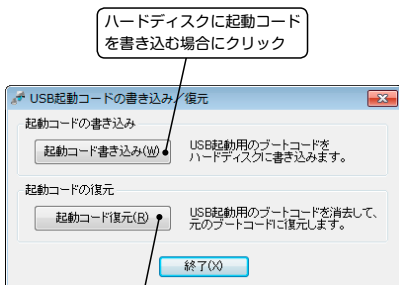 ハードディスクに起動コード
を書き込む場合にクリック
USB起動コードの書き込み/復元
起動コードの書き込み
起動コード書き込み(W)
USB起動用のブートコードを
ハードディスクに書き込みます。
起動コードの復元
起動コード復元(R)
USB起動用のブートコードを消去して、
元のブートコードに復元します。
終了(X)